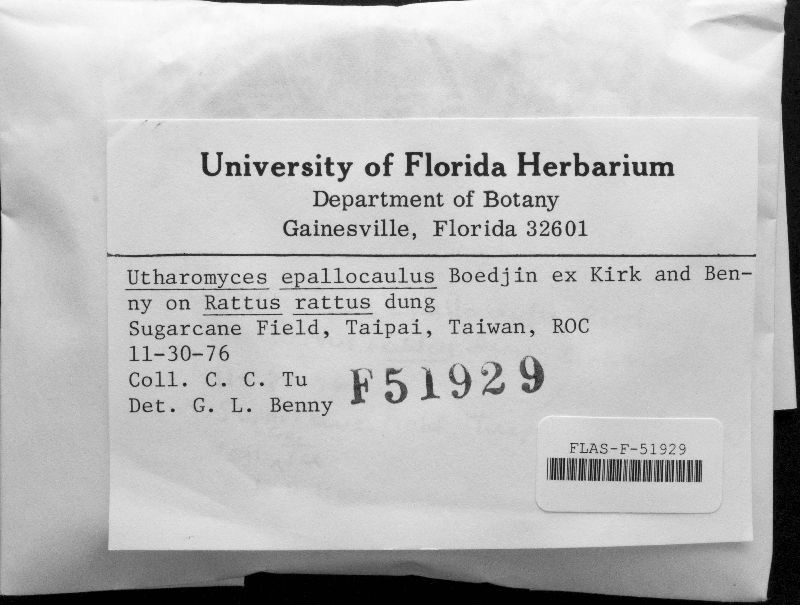 University of Florida Herbarium
Department of Botany
Gainesville, Florida 32601
Utharomyces epallocaulus Boedjin ex Kirk and Ben-
ny on Rattus rattus dung
Sugarcane Field, Taipai, Taiwan, ROC
11-30-76
Coll. C. C. Tu
Det. G. L. Benny
F51929
FLAS-F-51929